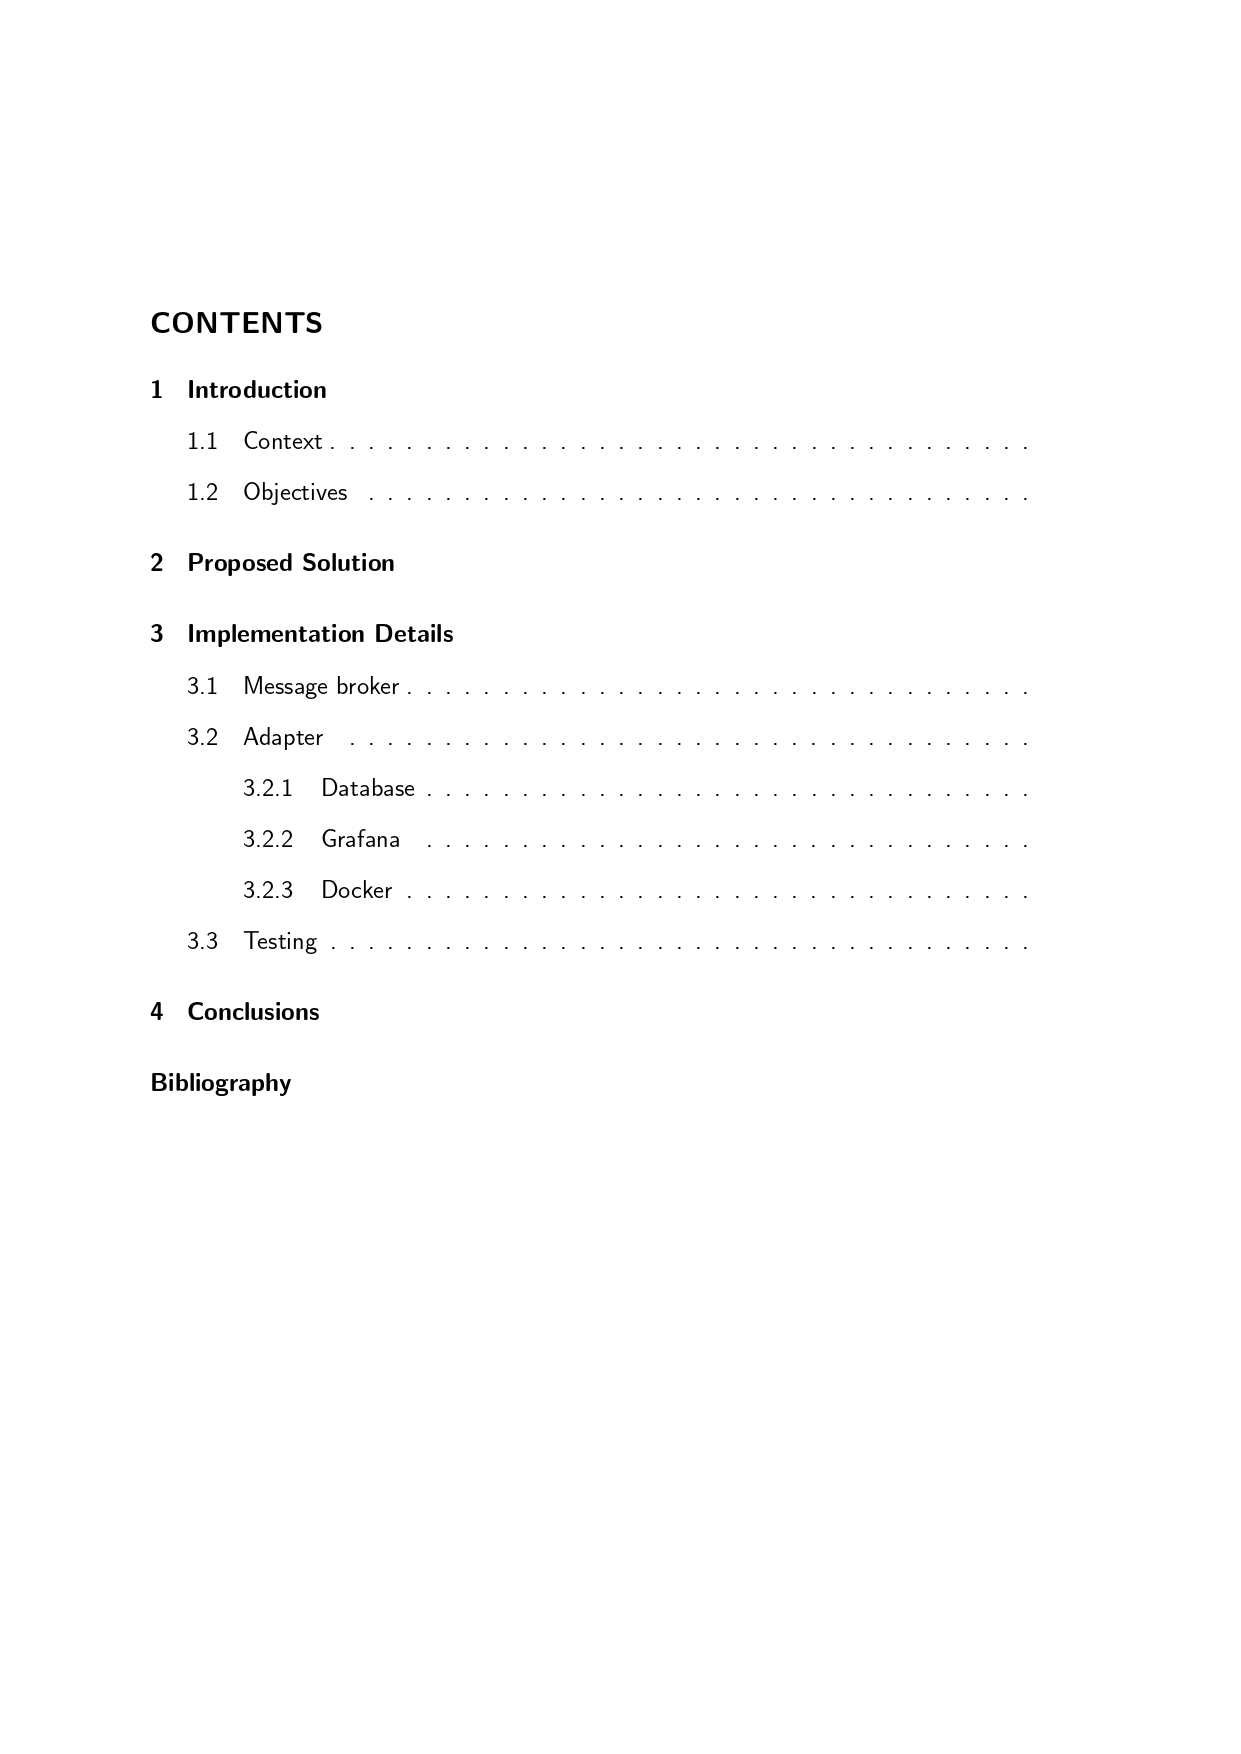 CONTENTS
1 Introduction
1.1 Context . . . . . . . . . . . . . . . . . . . . . . . . . . . . . . . . . . . . .
1.2 Objectives . . . . . . . . . . . . . . . . . . . . . . . . . . . . . . . . . . .
2 Proposed Solution
3 Implementation Details
3.1 Message broker . . . . . . . . . . . . . . . . . . . . . . . . . . . . . . . . .
3.2 Adapter . . . . . . . . . . . . . . . . . . . . . . . . . . . . . . . . . . . .
3.2.1 Database . . . . . . . . . . . . . . . . . . . . . . . . . . . . . . . .
3.2.2 Grafana . . . . . . . . . . . . . . . . . . . . . . . . . . . . . . . .
3.2.3 Docker . . . . . . . . . . . . . . . . . . . . . . . . . . . . . . . . .
3.3 Testing . . . . . . . . . . . . . . . . . . . . . . . . . . . . . . . . . . . . .
4 Conclusions
Bibliography